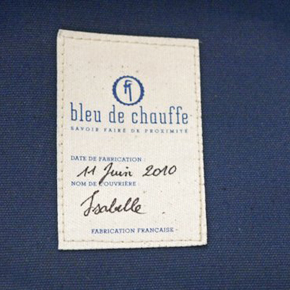 bleu de chauffe
SAVOIR FAIRE DE PROXIMITÉ
DATE DE FABRICATION :
11 Juin 2010
NOM DE L'OUVRIÈRE :
Isabelle
FABRICATION FRANÇAISE